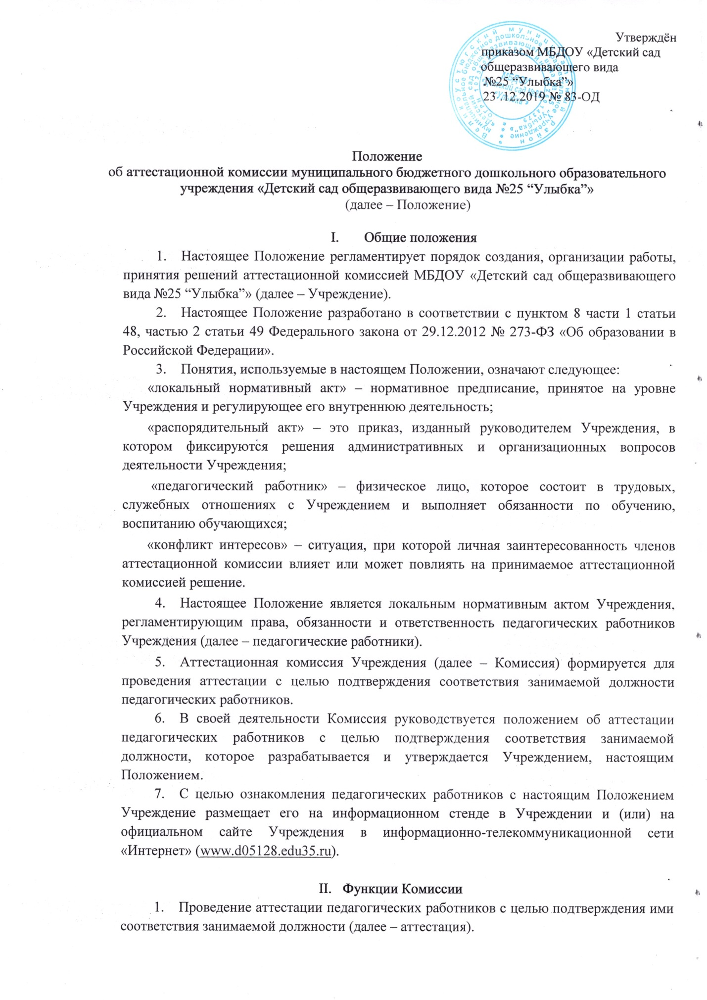 Утверждён
приказом МБДОУ «Детский сад
общеразвивающего вида
№25 “Улыбка”»
23 .12.2019 № 83-ОД
Положение
об аттестационной комиссии муниципального бюджетного дошкольного образовательного
учреждения «Детский сад общеразвивающего вида №25 “Улыбка”»
(далее – Положение)
I. Общие положения
1. Настоящее Положение регламентирует порядок создания, организации работы,
принятия решений аттестационной комиссией МБДОУ «Детский сад общеразвивающего
вида №25 “Улыбка”» (далее – Учреждение).
2. Настоящее Положение разработано в соответствии с пунктом 8 части 1 статьи
48, частью 2 статьи 49 Федерального закона от 29.12.2012 № 273-ФЗ «Об образовании в
Российской Федерации».
3. Понятия, используемые в настоящем Положении, означают следующее:
«локальный нормативный акт» – нормативное предписание, принятое на уровне
Учреждения и регулирующее его внутреннюю деятельность;
«распорядительный акт» – это приказ, изданный руководителем Учреждения, в
котором фиксируются решения административных и организационных вопросов
деятельности Учреждения;
«педагогический работник» – физическое лицо, которое состоит в трудовых,
служебных отношениях с Учреждением и выполняет обязанности по обучению,
воспитанию обучающихся;
«конфликт интересов» – ситуация, при которой личная заинтересованность членов
аттестационной комиссии влияет или может повлиять на принимаемое аттестационной
комиссией решение.
4. Настоящее Положение является локальным нормативным актом Учреждения,
регламентирующим права, обязанности и ответственность педагогических работников
Учреждения (далее – педагогические работники).
5. Аттестационная комиссия Учреждения (далее – Комиссия) формируется для
проведения аттестации с целью подтверждения соответствия занимаемой должности
педагогических работников.
6. В своей деятельности Комиссия руководствуется положением об аттестации
педагогических работников с целью подтверждения соответствия занимаемой
должности, которое разрабатывается и утверждается Учреждением, настоящим
Положением.
7. С целью ознакомления педагогических работников с настоящим Положением
Учреждение размещает его на информационном стенде в Учреждении и (или) на
официальном сайте Учреждения в информационно-телекоммуникационной сети
«Интернет» (www.d05128.edu35.ru).
II. Функции Комиссии
1. Проведение аттестации педагогических работников с целью подтверждения ими
соответствия занимаемой должности (далее – аттестация).